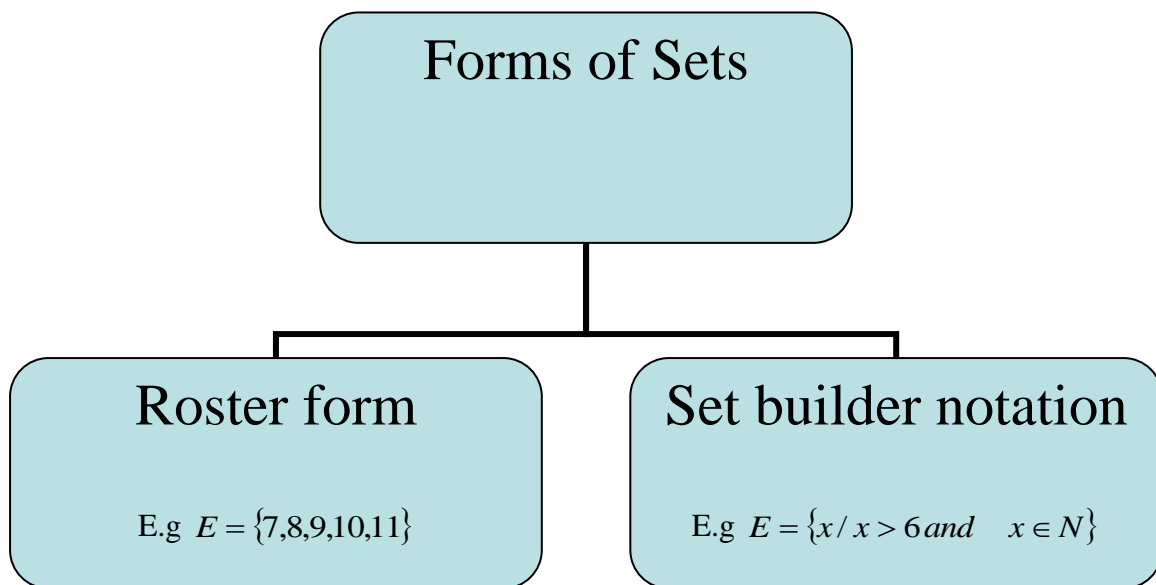 Forms of Sets
Roster form
E.g E = {7,8,9,10,11}
Set builder notation
E.g E = {x / x > 6 and x ∈ N}